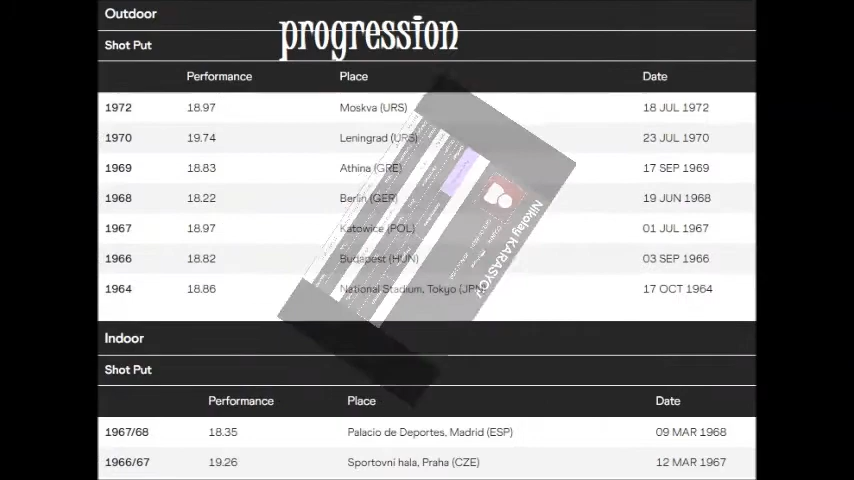 Outdoor
progression
Shot Put
Performance Place Date
1972 18.97 Moskva (URS) 18 JUL 1972
1970 19.74 Leningrad (URS) 23 JUL 1970
1969 18.83 Athina (GRE) 17 SEP 1969
1968 18.22 Berlin (GER) 19 JUN 1968
1967 18.97 Katowice (POL) 01 JUL 1967
1966 18.82 Budapest (HUN) 03 SEP 1966
1964 18.86 National Stadium, Tokyo (JPN) 17 OCT 1964
Nikolay KARASYOV
Indoor
Shot Put
Performance Place Date
1967/68 18.35 Palacio de Deportes, Madrid (ESP) 09 MAR 1968
1966/67 19.26 Sportovní hala, Praha (CZE) 12 MAR 1967